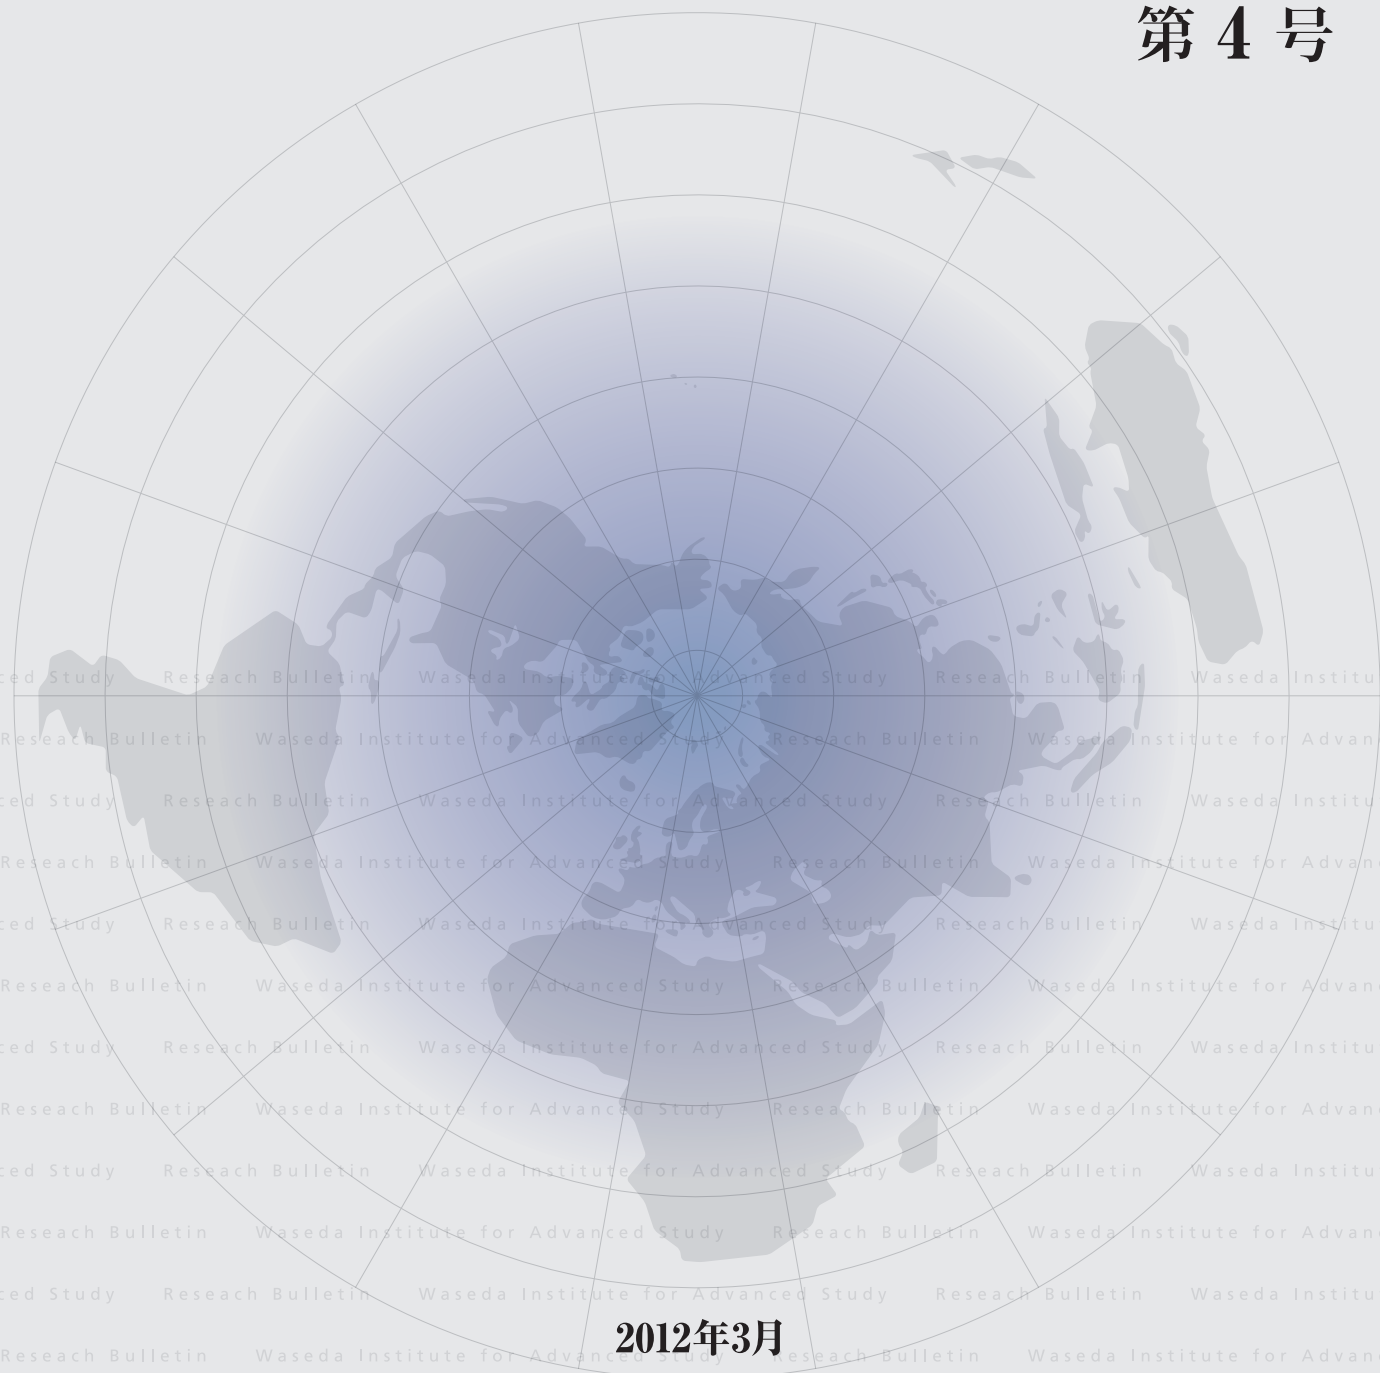 第 4 号
ced Study Reseach Bulletin Waseda Institute for Advanced Study Reseach Bulletin Waseda Institu
Reseach Bulletin Waseda Institute for Advanced Study Reseach Bulletin Waseda Institute for Advan
ced Study Reseach Bulletin Waseda Institute for Advanced Study Reseach Bulletin Waseda Institu
Reseach Bulletin Waseda Institute for Advanced Study Reseach Bulletin Waseda Institute for Advan
ced Study Reseach Bulletin Waseda Institute for Advanced Study Reseach Bulletin Waseda Institu
Reseach Bulletin Waseda Institute for Advanced Study Reseach Bulletin Waseda Institute for Advan
ced Study Reseach Bulletin Waseda Institute for Advanced Study Reseach Bulletin Waseda Institu
Reseach Bulletin Waseda Institute for Advanced Study Reseach Bulletin Waseda Institute for Advan
ced Study Reseach Bulletin Waseda Institute for Advanced Study Reseach Bulletin Waseda Institu
Reseach Bulletin Waseda Institute for Advanced Study Reseach Bulletin Waseda Institute for Advan
ced Study Reseach Bulletin Waseda Institute for Advanced Study Reseach Bulletin Waseda Institu
2012年3月
Reseach Bulletin Waseda Institute for Advanced Study Reseach Bulletin Waseda Institute for Advan